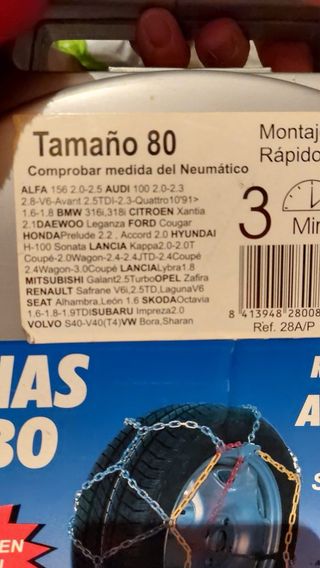 Tamaño 80
Comprobar medida del Neumático
ALFA 156 2.0-2.5 AUDI 100 2.0-2.3
2.8-V6-Avant 2.5TDI-2.3-Quattro10'91>
1.6-1.8 BMW 316i,318i CITROEN Xantia
2.1DAEWOO Leganza FORD Cougar
HONDAPrelude 2.2 , Accord 2.0 HYUNDAI
H-100 Sonata LANCIA Kappa2.0-2.0T
Coupé-2.0Wagon-2.4-2.4JTD-2.4Coupé
2.4Wagon-3.0Coupé LANCIALybra1.8
MITSUBISHI Galant2.5TurboOPEL Zafira
RENAULT Safrane V6i,2.5TD,LagunaV6
SEAT Alhambra,León 1.6 SKODAOctavia
1.6-1.8-1.9TDISUBARU Impreza2.0
VOLVO S40-V40(T4)VW Bora,Sharan
Montaj
Rápido
3
Min
8 413948 28008
Ref. 28A/P
HAS
80
EN